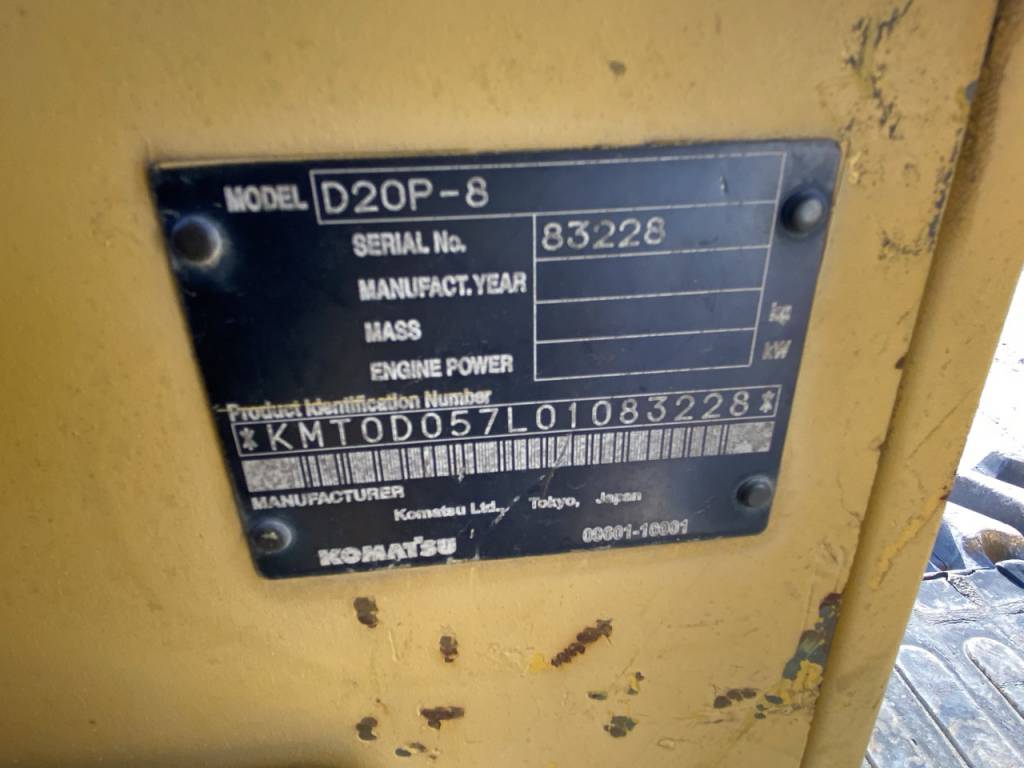 MODEL D20P-8
SERIAL No. 83228
MANUFACT. YEAR
MASS kg
ENGINE POWER kW
Product Identification Number
*KMT0D057L01083228*
MANUFACTURER
Komatsu Ltd., Tokyo, Japan
KOMATSU